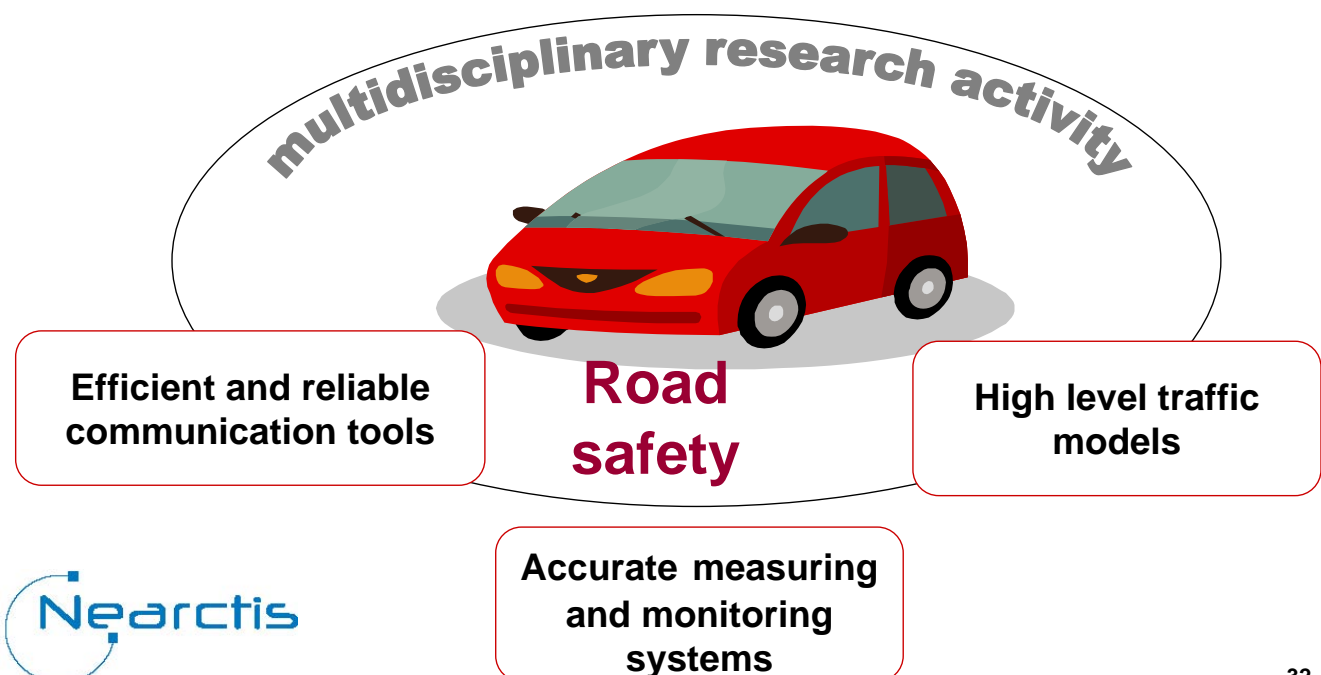 multidisciplinary research activity
Road
safety
Efficient and reliable
communication tools
High level traffic
models
Accurate measuring
and monitoring
systems
Nearctis
32